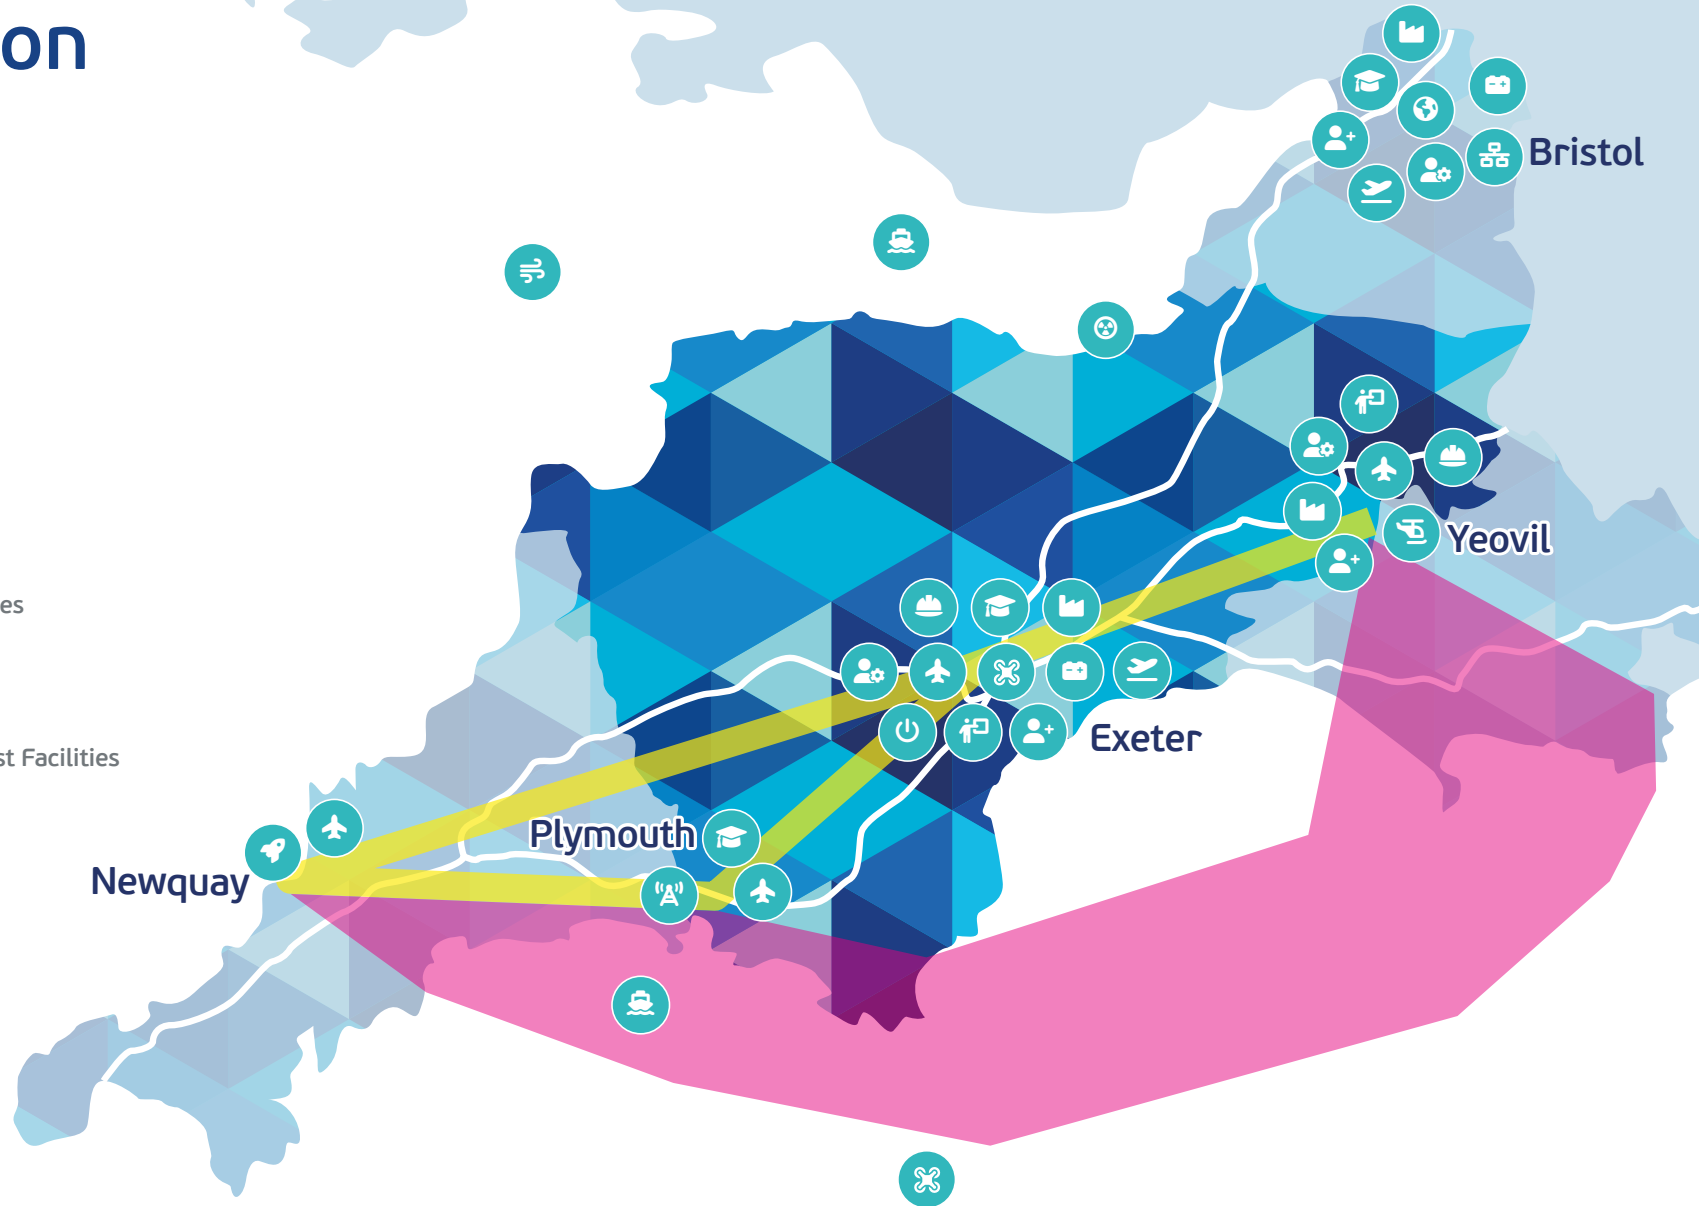 on
Bristol
Yeovil
es
Exeter
st Facilities
Plymouth
Newquay